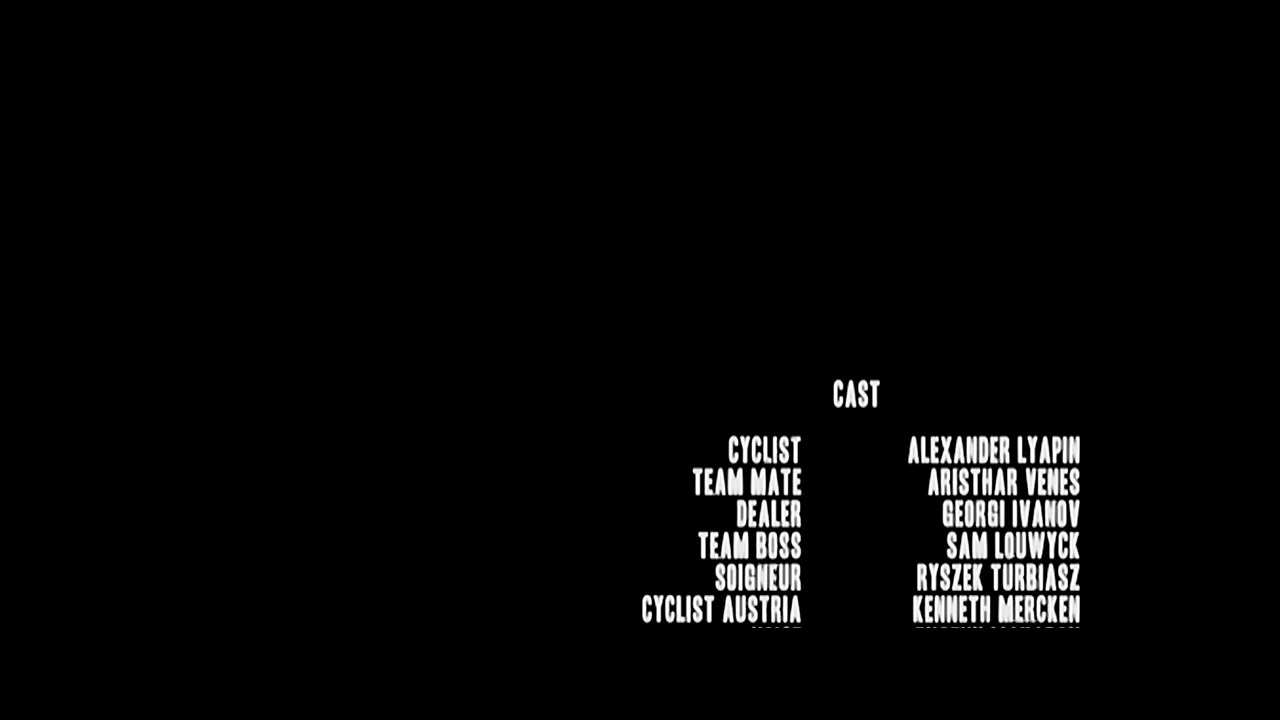 CAST
CYCLIST ALEXANDER LYAPIN
TEAM MATE ARISTHAR VENES
DEALER GEORGI IVANOV
TEAM BOSS SAM LOUWYCK
SOIGNEUR RYSZEK TURBIASZ
CYCLIST AUSTRIA KENNETH MERCKEN